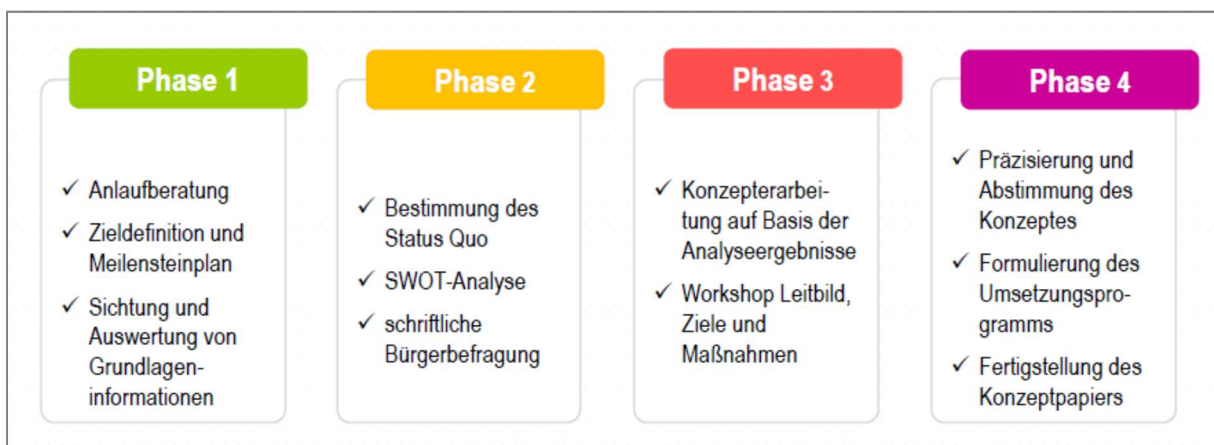 Phase 1
✓ Anlaufberatung
✓ Zieldefinition und
Meilensteinplan
✓ Sichtung und
Auswertung von
Grundlagen-
informationen
Phase 2
✓ Bestimmung des
Status Quo
✓ SWOT-Analyse
✓ schriftliche
Bürgerbefragung
Phase 3
✓ Konzepterarbei-
tung auf Basis der
Analyseergebnisse
✓ Workshop Leitbild,
Ziele und
Maßnahmen
Phase 4
✓ Präzisierung und
Abstimmung des
Konzeptes
✓ Formulierung des
Umsetzungspro-
gramms
✓ Fertigstellung des
Konzeptpapiers